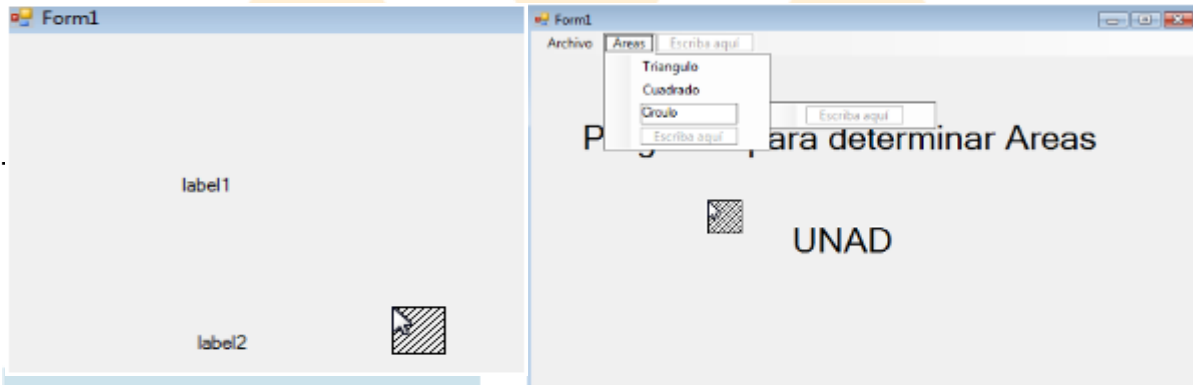 Form1
label1
label2
Form1
Archivo Areas Escriba aquí
Triangulo
Cuadrado
Circulo Escriba aquí
Escriba aquí
P ara determinar Areas
UNAD